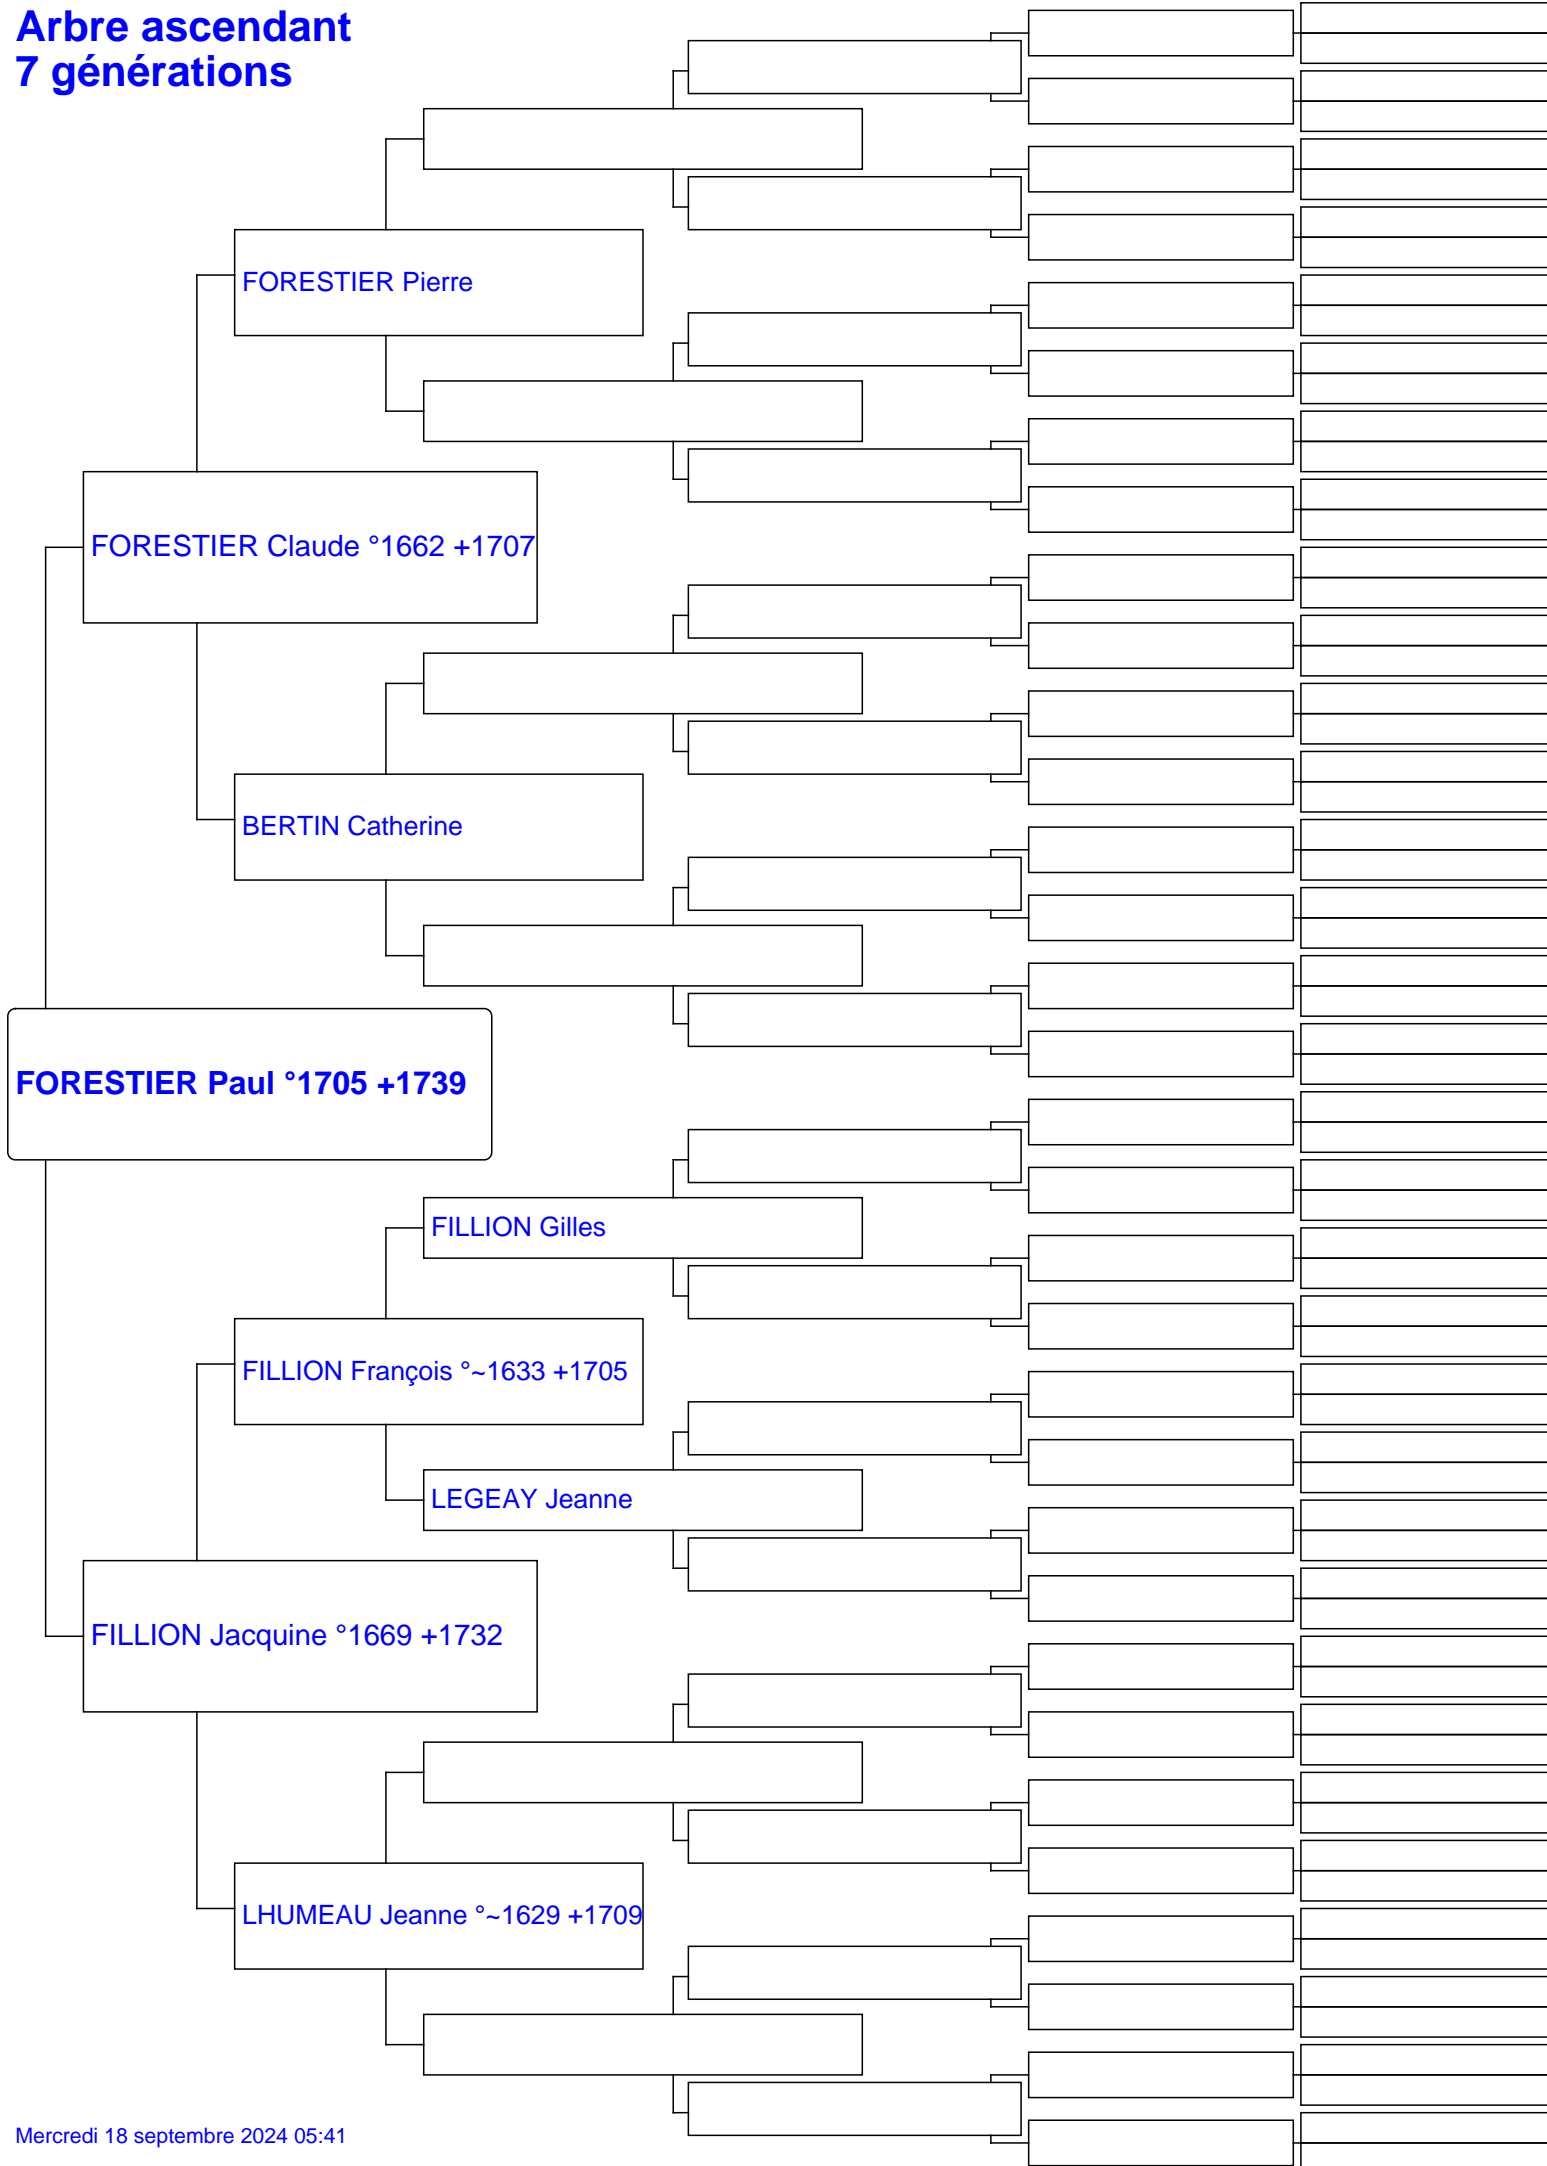 Arbre ascendant
7 générations
FORESTIER Pierre
FORESTIER Claude °1662 +1707
BERTIN Catherine
FORESTIER Paul °1705 +1739
FILLION Gilles
FILLION François °~1633 +1705
LEGEAY Jeanne
FILLION Jacquine °1669 +1732
LHUMEAU Jeanne °~1629 +1709
Mercredi 18 septembre 2024 05:41